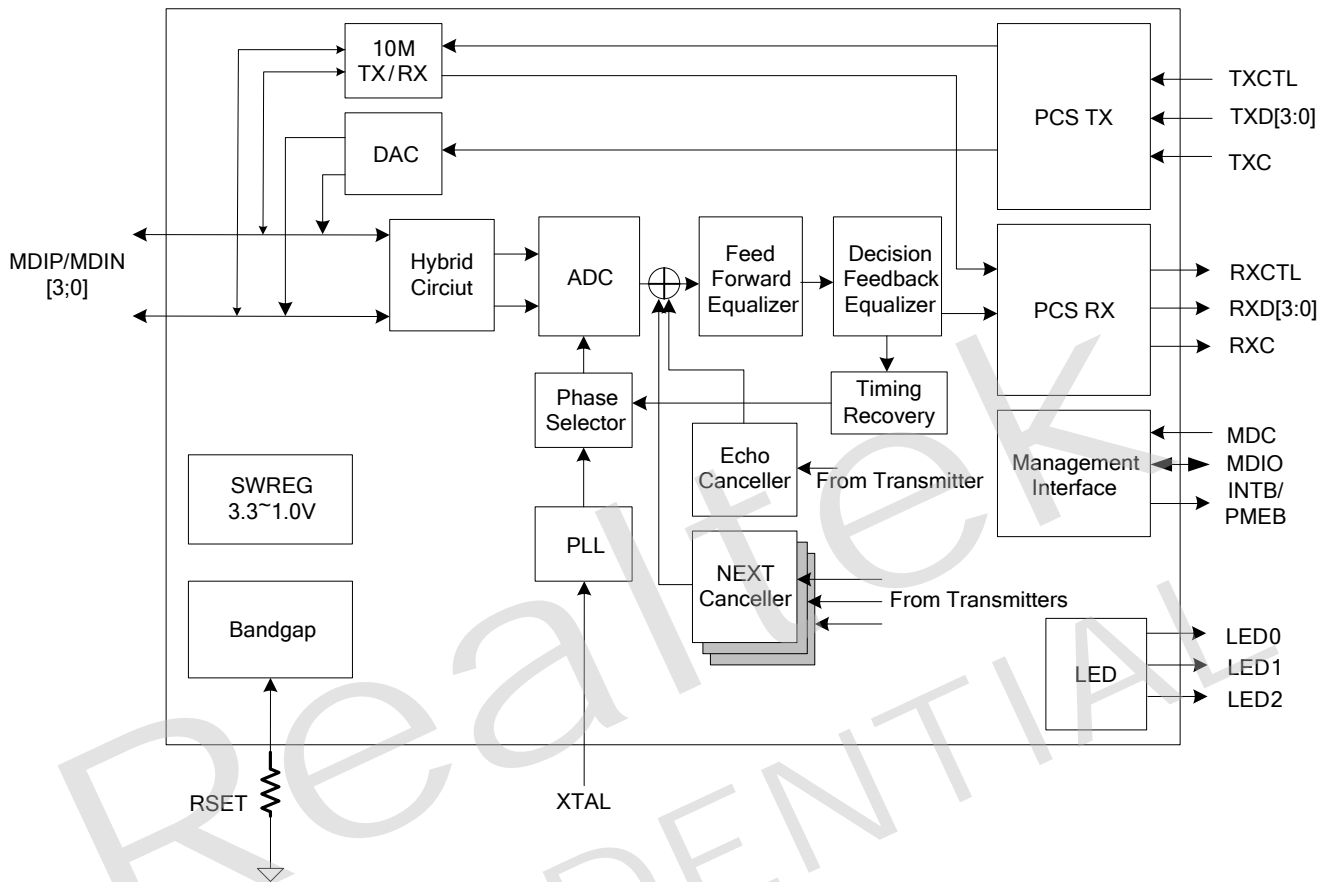 10M
TX/RX
DAC
PCS TX
TXCTL
TXD[3:0]
TXC
MDIP/MDIN
[3;0]
Hybrid
Circiut
ADC
Feed
Forward
Equalizer
Decision
Feedback
Equalizer
PCS RX
RXCTL
RXD[3:0]
RXC
Phase
Selector
Timing
Recovery
Echo
Canceller
From Transmitter
Management
Interface
MDC
MDIO
INTB/
PMEB
SWREG
3.3~1.0V
PLL
NEXT
Canceller
From Transmitters
Bandgap
LED
LED0
LED1
LED2
RSET
XTAL
Realtek
DENTIAL